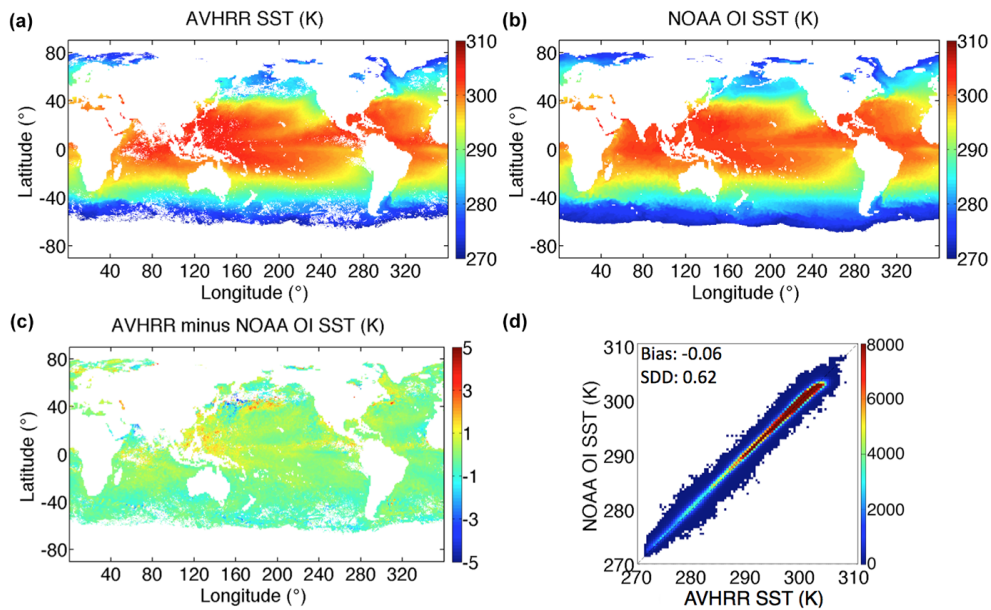 (a) AVHRR SST (K)
80
40
0
-40
-80
Latitude (°)
40 80 120 160 200 240 280 320
Longitude (°)
310
300
290
280
270
(b) NOAA OI SST (K)
80
40
0
-40
-80
Latitude (°)
40 80 120 160 200 240 280 320
Longitude (°)
310
300
290
280
270
(c) AVHRR minus NOAA OI SST (K)
80
40
0
-40
-80
Latitude (°)
40 80 120 160 200 240 280 320 360
Longitude (°)
5
3
1
-1
-3
-5
(d)
Bias: -0.06
SDD: 0.62
310
300
290
280
270
NOAA OI SST (K)
270 280 290 300 310
AVHRR SST (K)
8000
6000
4000
2000
0